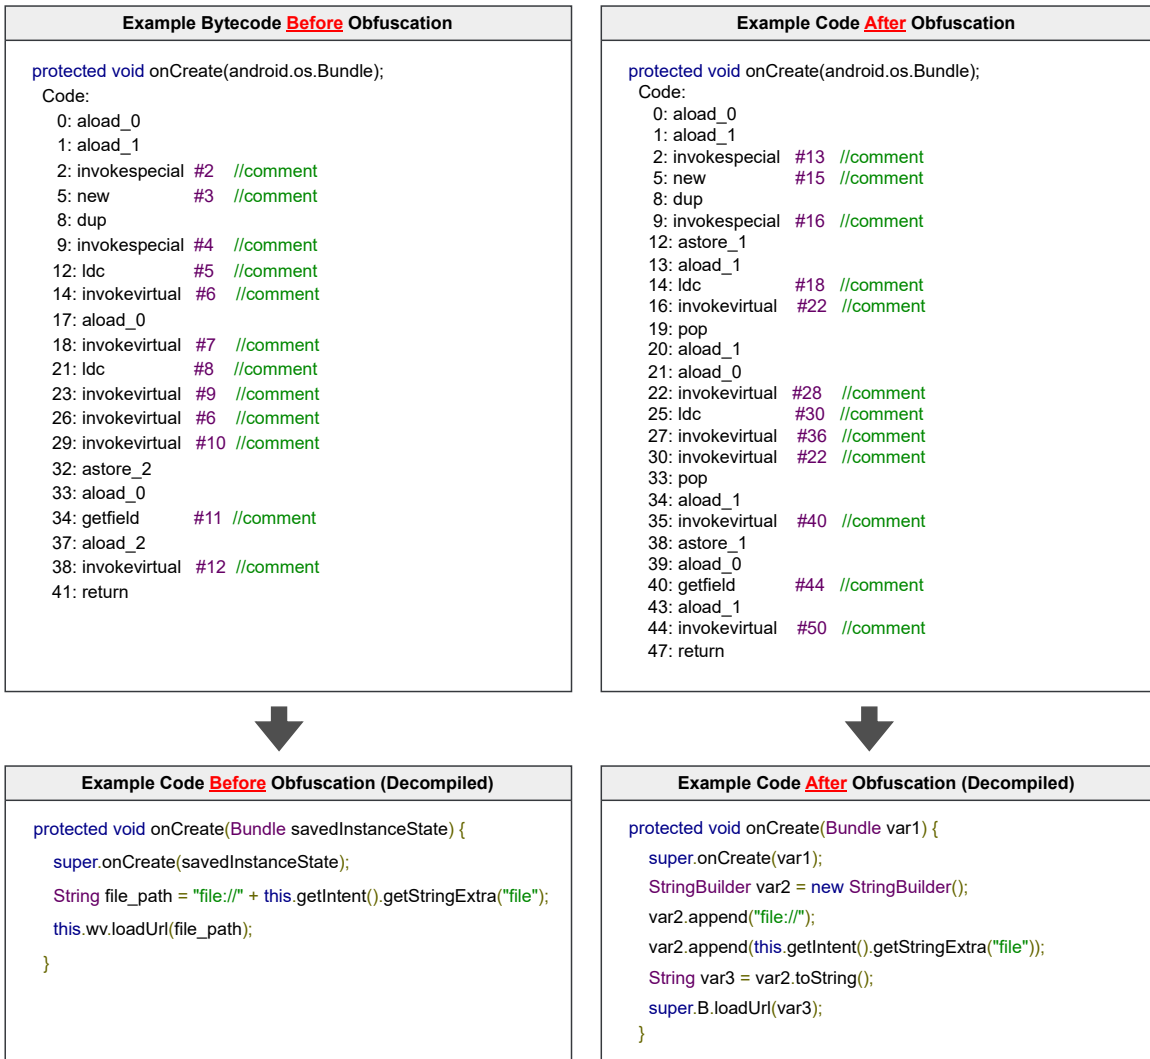 Example Bytecode Before Obfuscation
protected void onCreate(android.os.Bundle);
Code:
0: aload_0
1: aload_1
2: invokespecial #2 //comment
5: new #3 //comment
8: dup
9: invokespecial #4 //comment
12: ldc #5 //comment
14: invokevirtual #6 //comment
17: aload_0
18: invokevirtual #7 //comment
21: ldc #8 //comment
23: invokevirtual #9 //comment
26: invokevirtual #6 //comment
29: invokevirtual #10 //comment
32: astore_2
33: aload_0
34: getfield #11 //comment
37: aload_2
38: invokevirtual #12 //comment
41: return
Example Code After Obfuscation
protected void onCreate(android.os.Bundle);
Code:
0: aload_0
1: aload_1
2: invokespecial #13 //comment
5: new #15 //comment
8: dup
9: invokespecial #16 //comment
12: astore_1
13: aload_1
14: ldc #18 //comment
16: invokevirtual #22 //comment
19: pop
20: aload_1
21: aload_0
22: invokevirtual #28 //comment
25: ldc #30 //comment
27: invokevirtual #36 //comment
30: invokevirtual #22 //comment
33: pop
34: aload_1
35: invokevirtual #40 //comment
38: astore_1
39: aload_0
40: getfield #44 //comment
43: aload_1
44: invokevirtual #50 //comment
47: return
Example Code Before Obfuscation (Decompiled)
protected void onCreate(Bundle savedInstanceState) {
super.onCreate(savedInstanceState);
String file_path = "file://" + this.getIntent().getStringExtra("file");
this.wv.loadUrl(file_path);
}
Example Code After Obfuscation (Decompiled)
protected void onCreate(Bundle var1) {
super.onCreate(var1);
StringBuilder var2 = new StringBuilder();
var2.append("file://");
var2.append(this.getIntent().getStringExtra("file"));
String var3 = var2.toString();
super.B.loadUrl(var3);
}